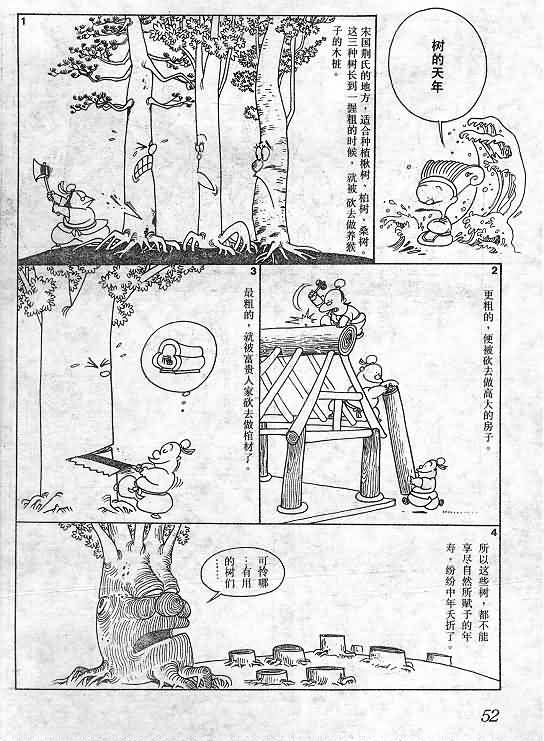 树的天年
1
宋国荆氏的地方，适合种植楸树、柏树、桑树。
这三种树长到一握粗的时候，就被砍去做养猴
子的木桩。
2
更粗的，便被砍去做高大的房子。
3
最粗的，就被富贵人家砍去做棺材了。
福
4
所以这些树，都不能
享尽自然所赋予的年
寿，纷纷中年夭折了。
可怜哪
…有用
的树们
……
52